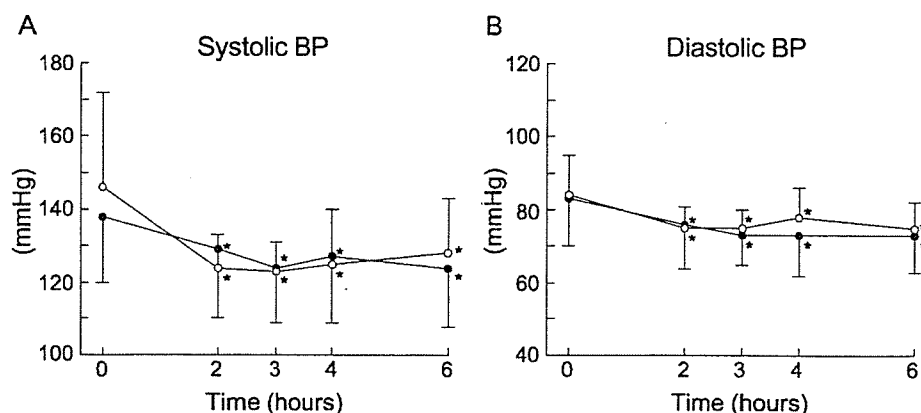 A
Systolic BP
180
160
140
120
100
(mmHg)
* * * *
* * * *
0 2 3 4 6
Time (hours)
B
Diastolic BP
120
100
80
60
40
(mmHg)
* * *
* * *
0 2 3 4 6
Time (hours)